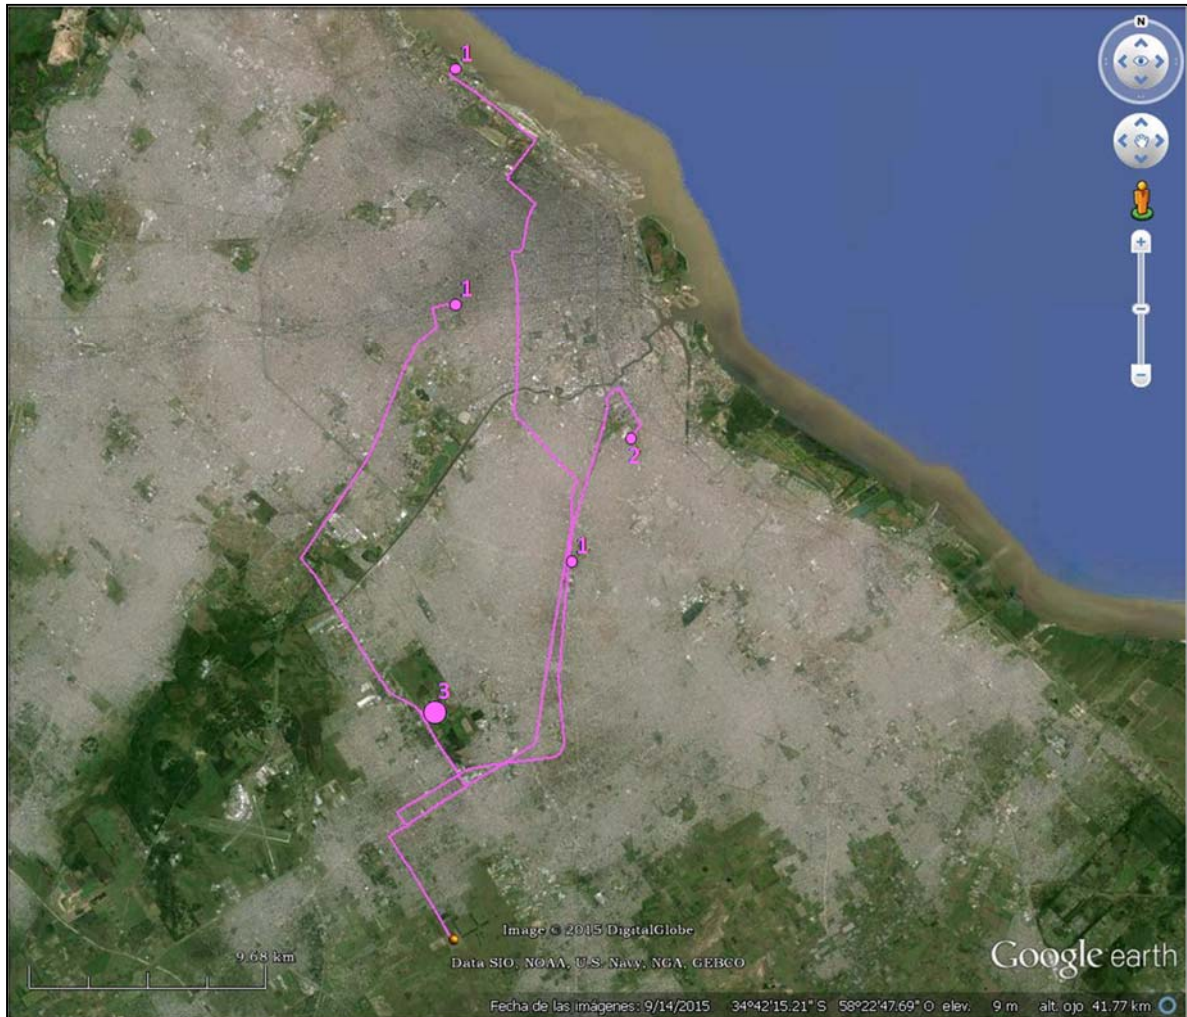 N
1
1
2
1
3
Image © 2015 DigitalGlobe
9.68 km
Data SIO, NOAA, U.S. Navy, NGA, GEBCO
Google earth
Fecha de las imágenes: 9/14/2015 34°42'15.21" S 58°22'47.69" O elev. 9 m alt. ojo 41.77 km